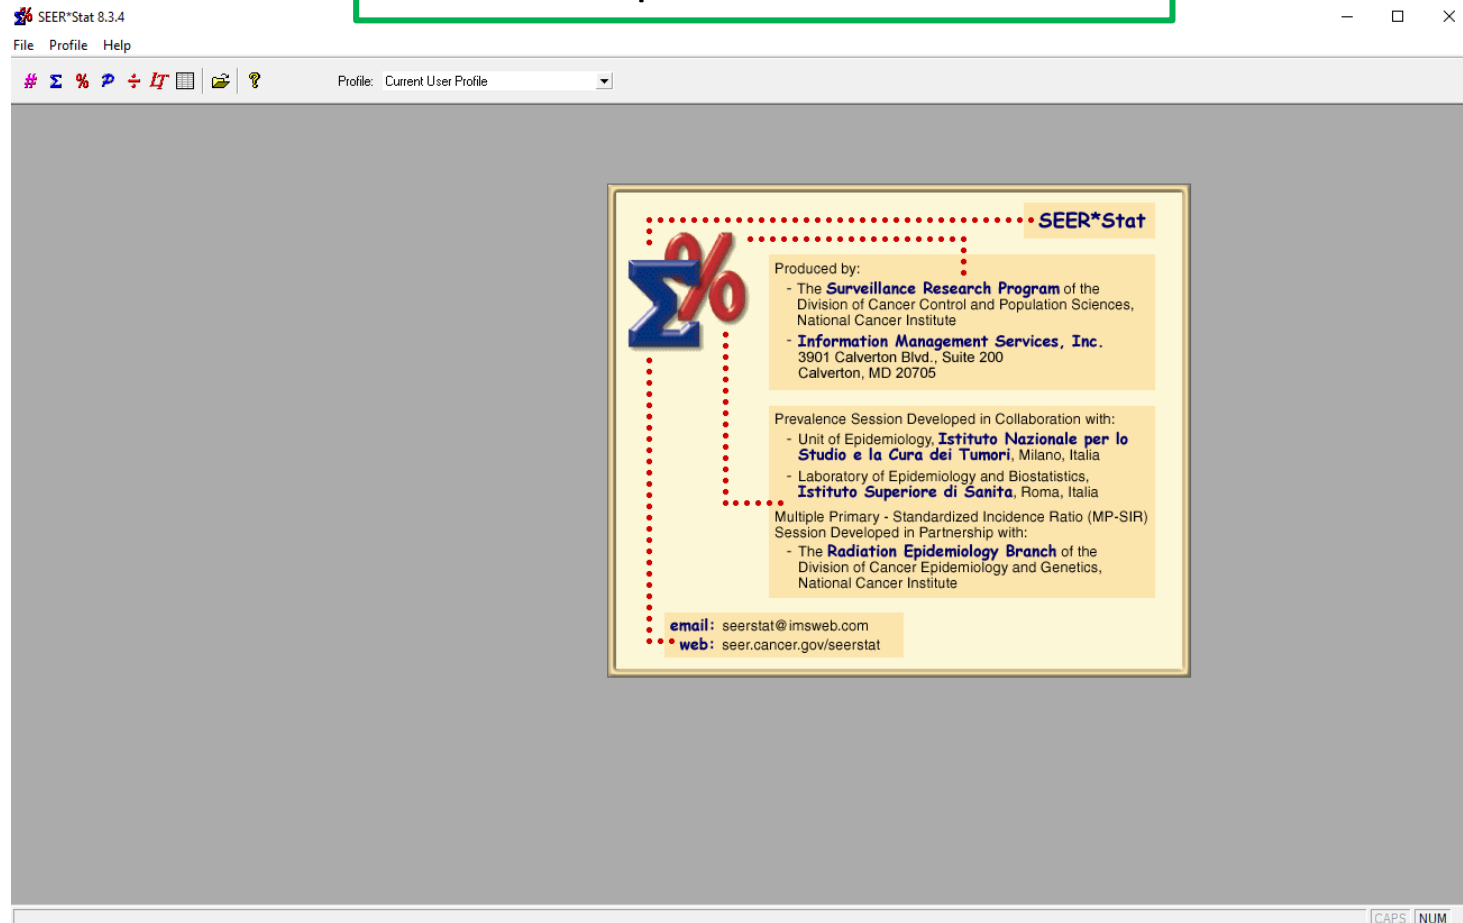 SEER*Stat 8.3.4
File Profile Help
# Σ % P ÷ LT ?
Profile: Current User Profile
Σ%
SEER*Stat
Produced by:
- The Surveillance Research Program of the
Division of Cancer Control and Population Sciences,
National Cancer Institute
- Information Management Services, Inc.
3901 Calverton Blvd., Suite 200
Calverton, MD 20705
Prevalence Session Developed in Collaboration with:
- Unit of Epidemiology, Istituto Nazionale per lo
Studio e la Cura dei Tumori, Milano, Italia
- Laboratory of Epidemiology and Biostatistics,
Istituto Superiore di Sanita, Roma, Italia
Multiple Primary - Standardized Incidence Ratio (MP-SIR)
Session Developed in Partnership with:
- The Radiation Epidemiology Branch of the
Division of Cancer Epidemiology and Genetics,
National Cancer Institute
email: seerstat@imsweb.com
web: seer.cancer.gov/seerstat
CAPS NUM